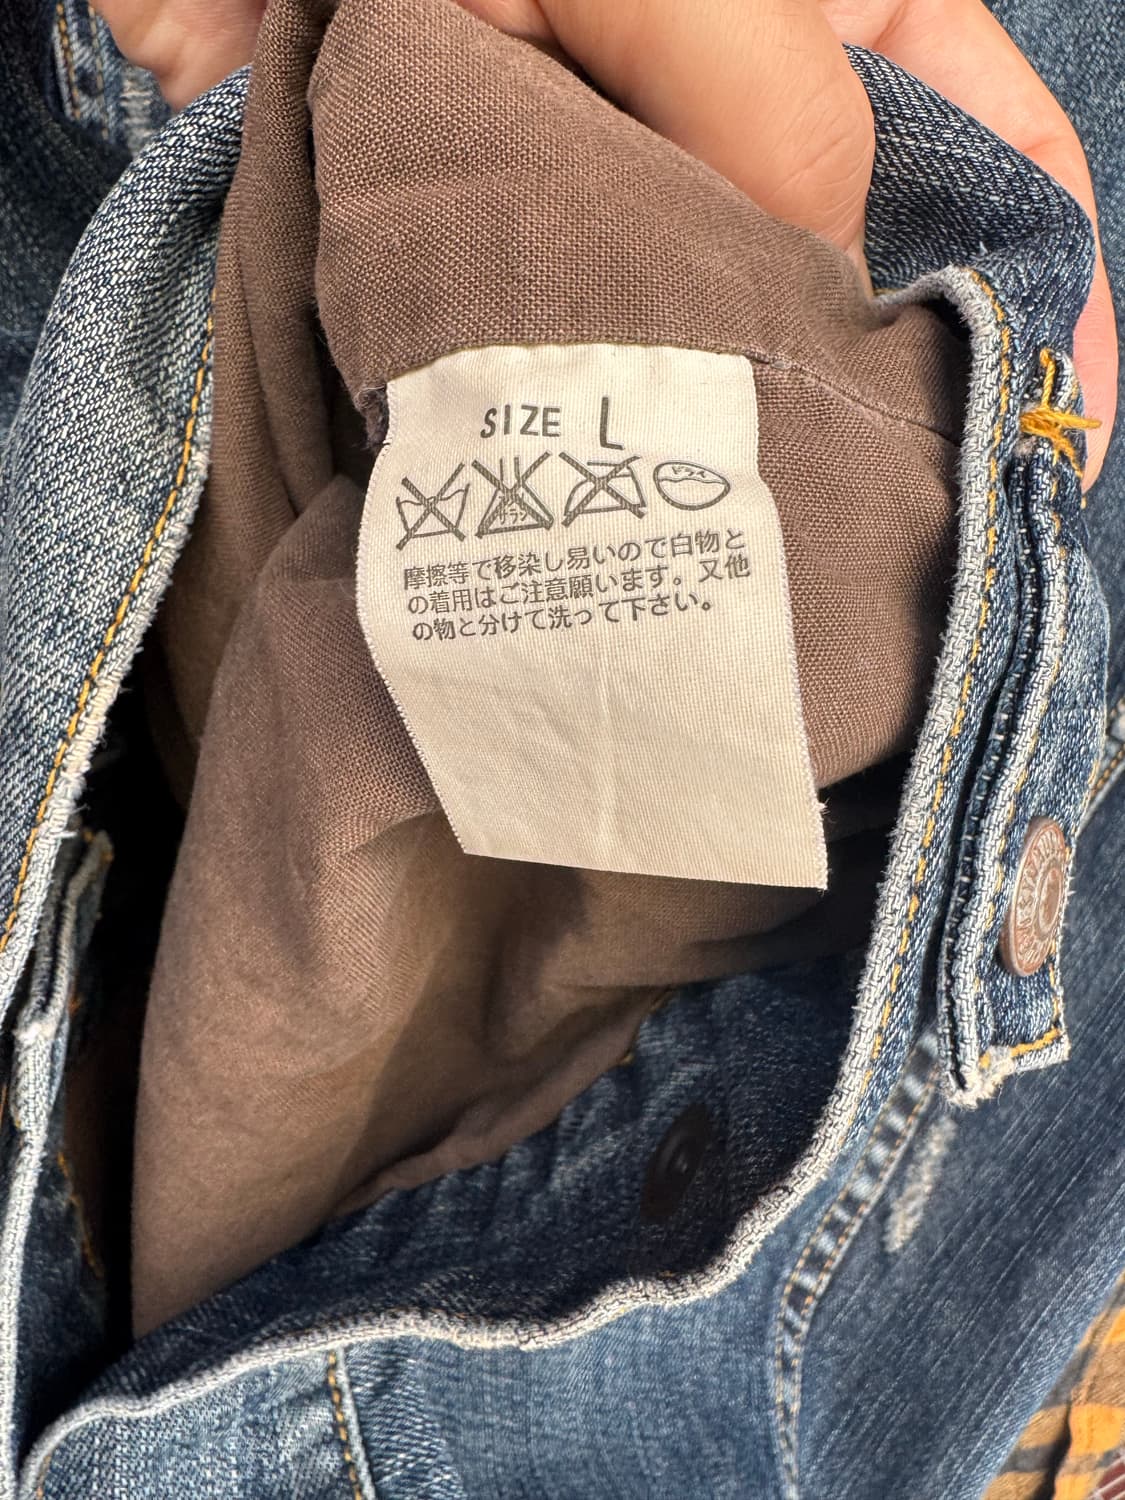 SIZE L
摩擦等で移染し易いので白物と
の着用はご注意願います。又他
の物と分けて洗って下さい。